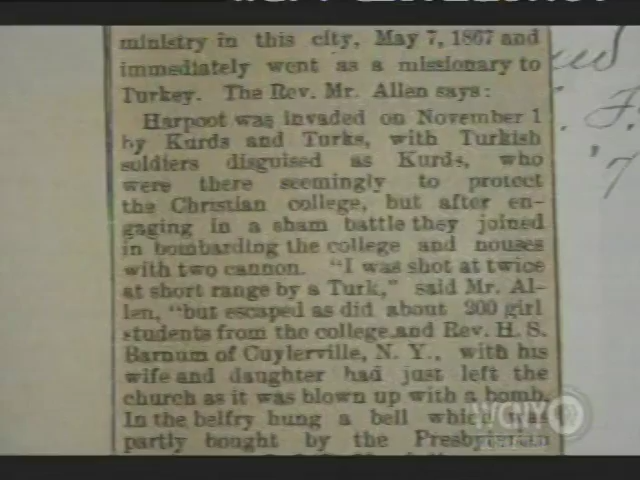 ministry in this city, May 7, 1867 and
immediately went as a missionary to
Turkey. The Rev. Mr. Allen says:
Harpoot was invaded on November 1
by Kurds and Turks, with Turkish
soldiers disguised as Kurds, who
were there seemingly to protect
the Christian college, but after en-
gaging in a sham battle they joined
in bombarding the college and houses
with two cannon. "I was shot at twice
at short range by a Turk," said Mr. Al-
len, "but escaped as did about 200 girl
students from the college and Rev. H. S.
Barnum of Cuylerville, N. Y., with his
wife and daughter had just left the
church as it was blown up with a bomb.
In the belfry hung a bell which was
partly bought by the Presbyterian
WCNY